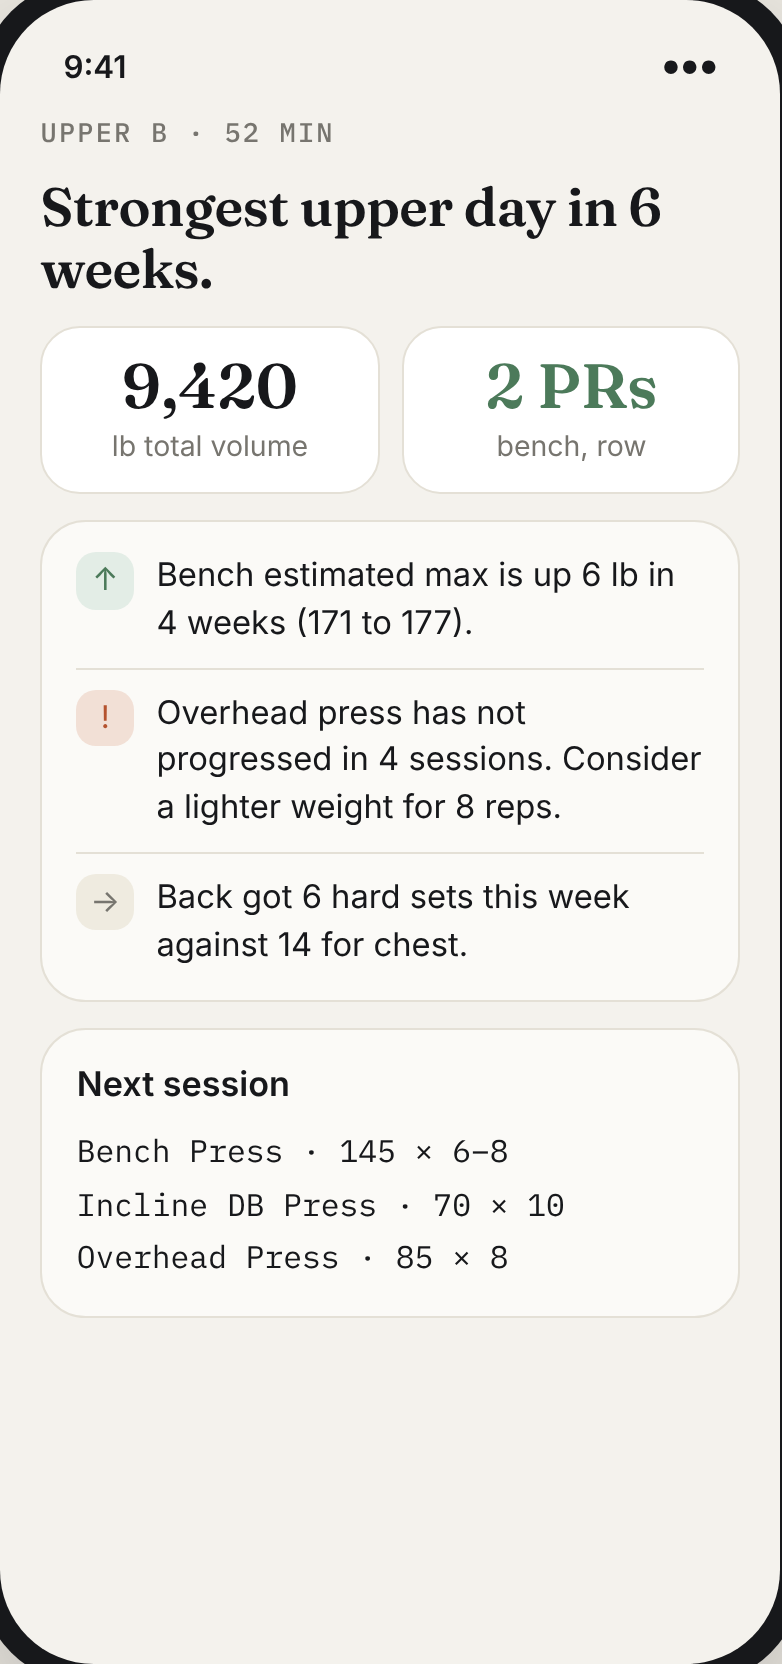 9:41
UPPER B · 52 MIN
Strongest upper day in 6
weeks.
9,420
lb total volume
2 PRs
bench, row
↑
Bench estimated max is up 6 lb in
4 weeks (171 to 177).
!
Overhead press has not
progressed in 4 sessions. Consider
a lighter weight for 8 reps.
→
Back got 6 hard sets this week
against 14 for chest.
Next session
Bench Press · 145 × 6–8
Incline DB Press · 70 × 10
Overhead Press · 85 × 8